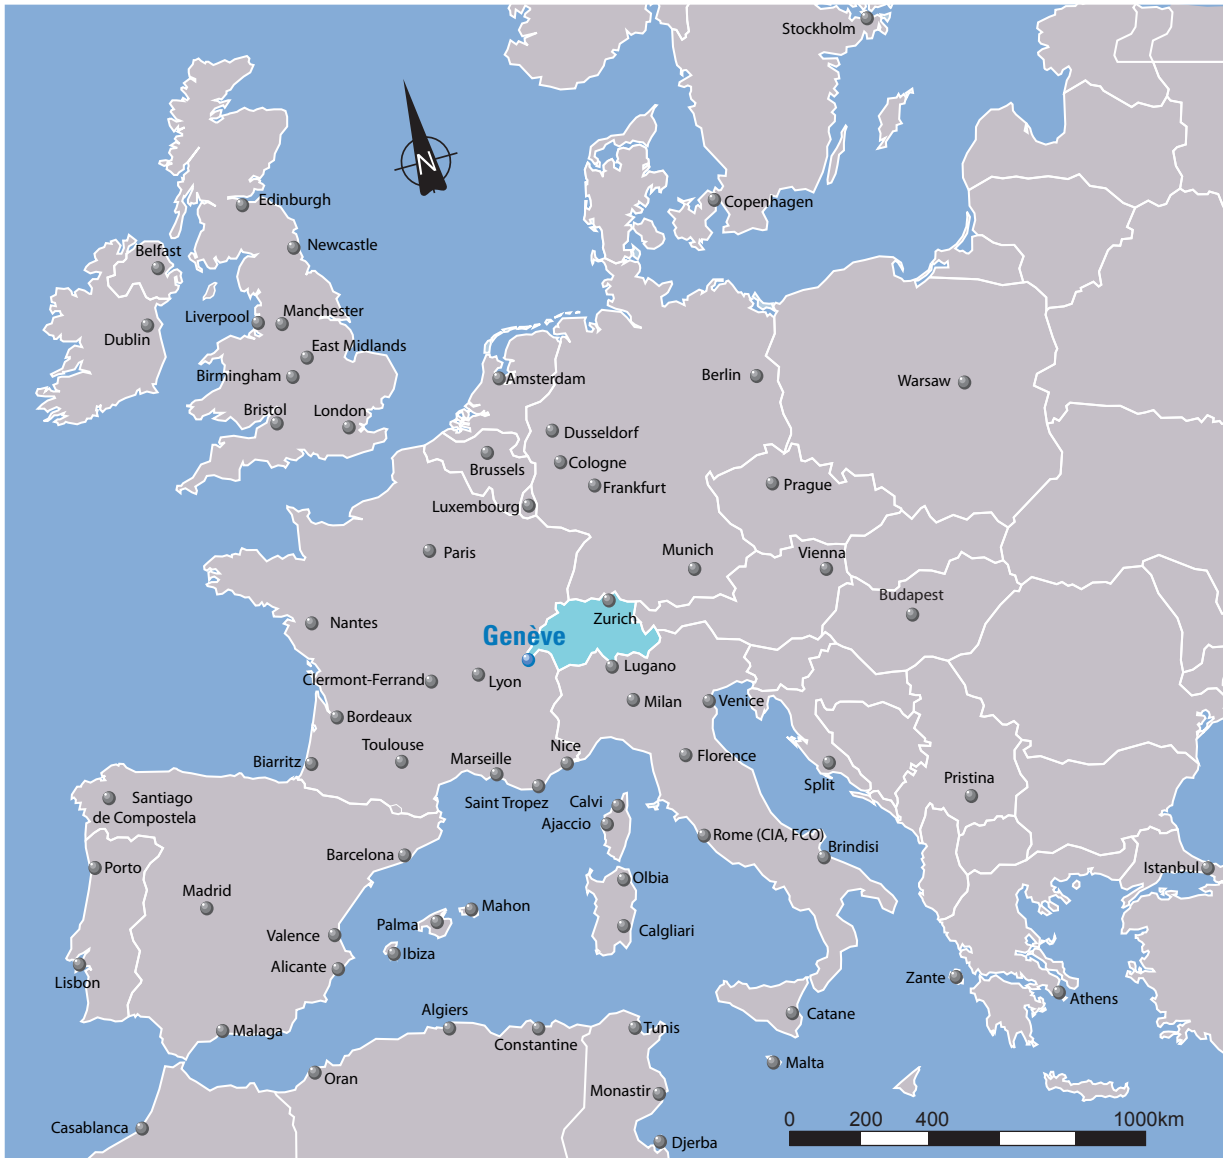 Stockholm
N
Edinburgh
Copenhagen
Newcastle
Belfast
Liverpool
Manchester
Dublin
East Midlands
Birmingham
Amsterdam
Berlin
Warsaw
Bristol
London
Dusseldorf
Cologne
Brussels
Frankfurt
Prague
Luxembourg
Paris
Munich
Vienna
Budapest
Nantes
Zurich
Genève
Lugano
Clermont-Ferrand
Lyon
Milan
Venice
Bordeaux
Toulouse
Nice
Biarritz
Marseille
Florence
Split
Pristina
Santiago
de Compostela
Saint Tropez
Calvi
Ajaccio
Rome (CIA, FCO)
Brindisi
Barcelona
Porto
Istanbul
Olbia
Madrid
Mahon
Palma
Valence
Calgliari
Ibiza
Alicante
Lisbon
Zante
Athens
Algiers
Catane
Malaga
Constantine
Tunis
Malta
Oran
Monastir
Casablanca
Djerba
0 200 400 1000km